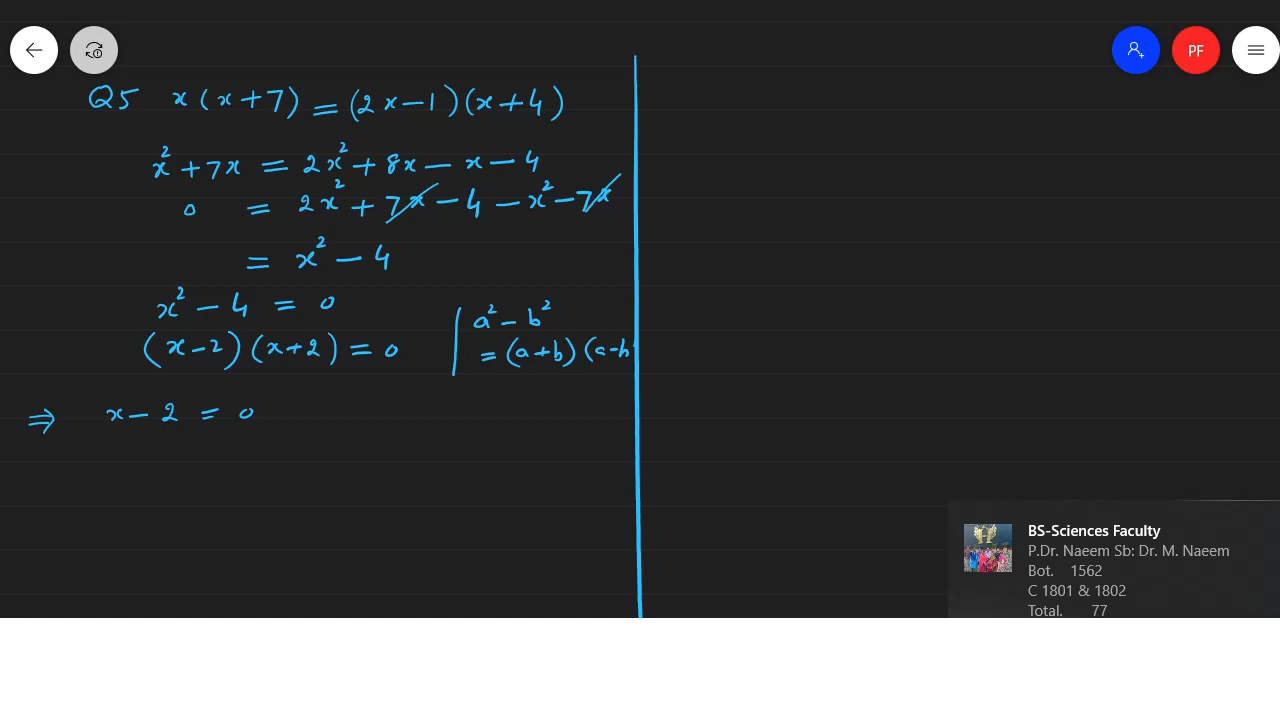 PF
Q5 x(x+7) = (2x-1)(x+4)
x² + 7x = 2x² + 8x - x - 4
0 = 2x² + 7x - 4 - x² - 7x
= x² - 4
x² - 4 = 0
(x-2)(x+2) = 0
a² - b²
= (a+b)(a-b
⇒ x - 2 = 0
BS-Sciences Faculty
P.Dr. Naeem Sb: Dr. M. Naeem
Bot. 1562
C 1801 & 1802
Total. 77